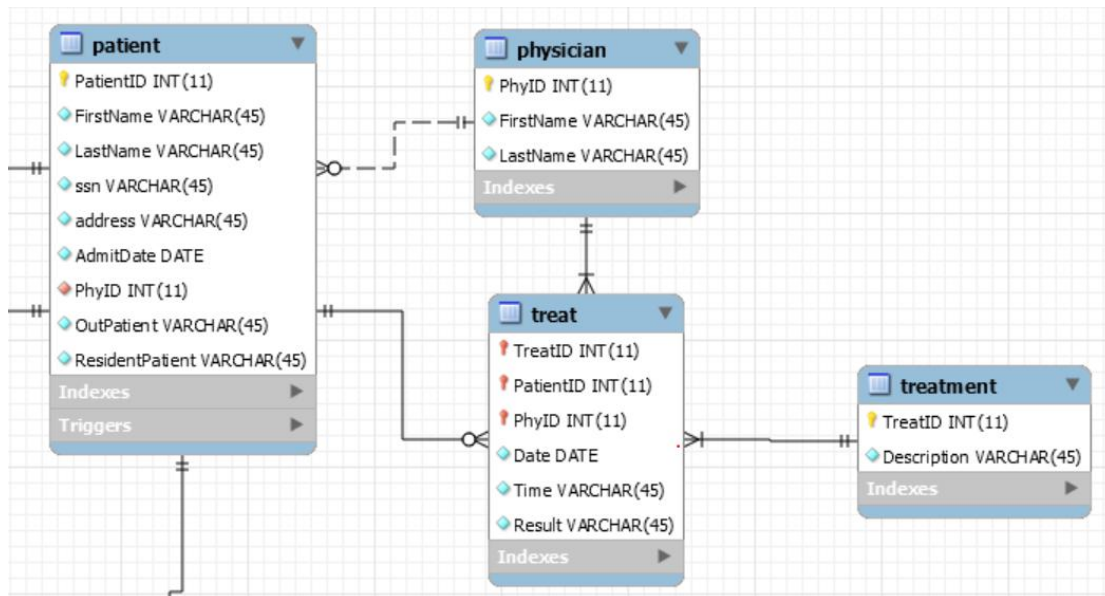 patient
PatientID INT(11)
FirstName VARCHAR(45)
LastName VARCHAR(45)
ssn VARCHAR(45)
address VARCHAR(45)
AdmitDate DATE
PhyID INT(11)
OutPatient VARCHAR(45)
ResidentPatient VARCHAR(45)
Indexes
Triggers
physician
PhyID INT(11)
FirstName VARCHAR(45)
LastName VARCHAR(45)
Indexes
treat
TreatID INT(11)
PatientID INT(11)
PhyID INT(11)
Date DATE
Time VARCHAR(45)
Result VARCHAR(45)
Indexes
treatment
TreatID INT(11)
Description VARCHAR(45)
Indexes